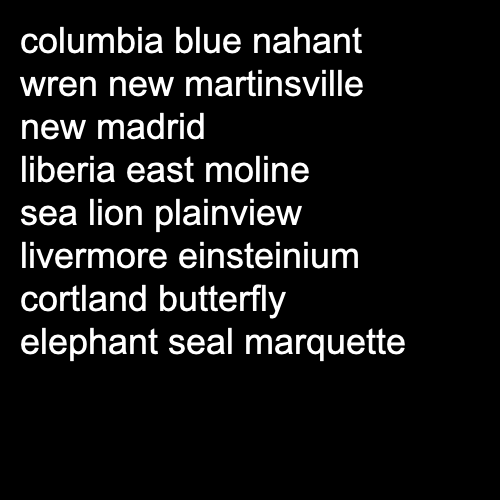 columbia blue nahant
wren new martinsville
new madrid
liberia east moline
sea lion plainview
livermore einsteinium
cortland butterfly
elephant seal marquette